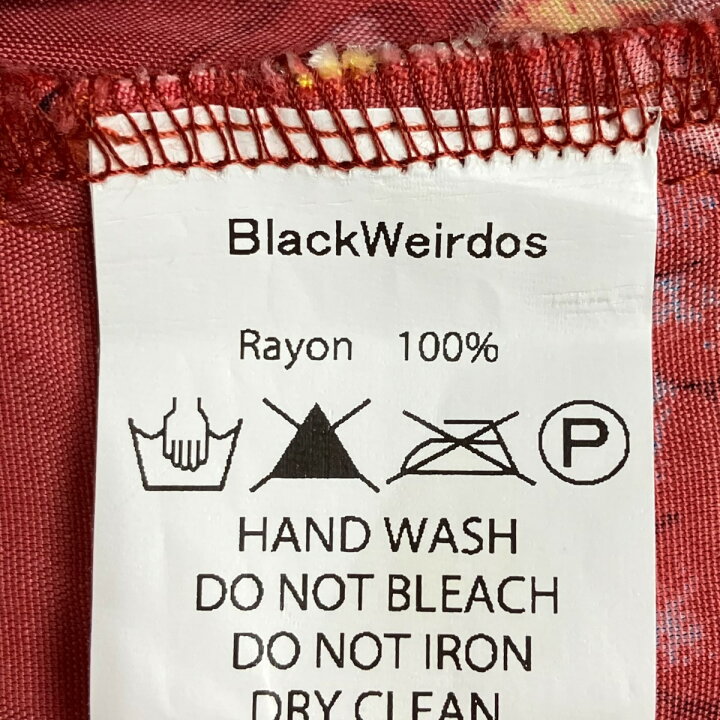 BlackWeirdos
Rayon 100%
P
HAND WASH
DO NOT BLEACH
DO NOT IRON
DRY CLEAN